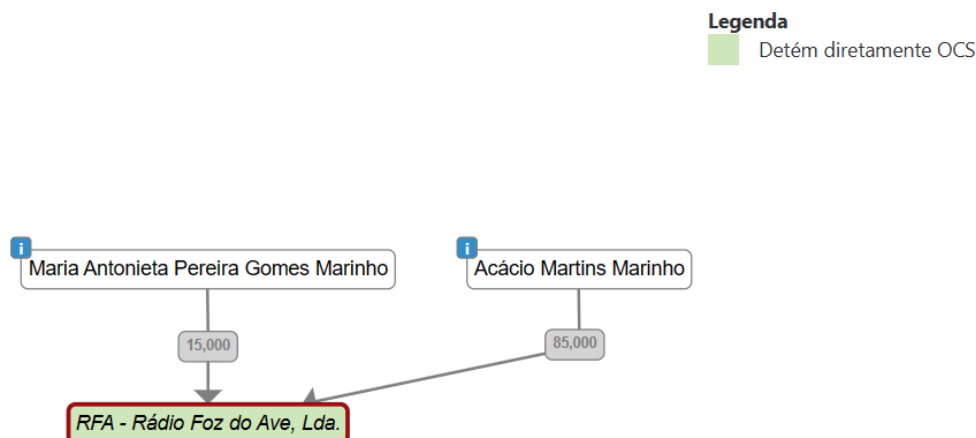 Legenda
Detém diretamente OCS
i
Maria Antonieta Pereira Gomes Marinho
i
Acácio Martins Marinho
15,000
85,000
RFA - Rádio Foz do Ave, Lda.